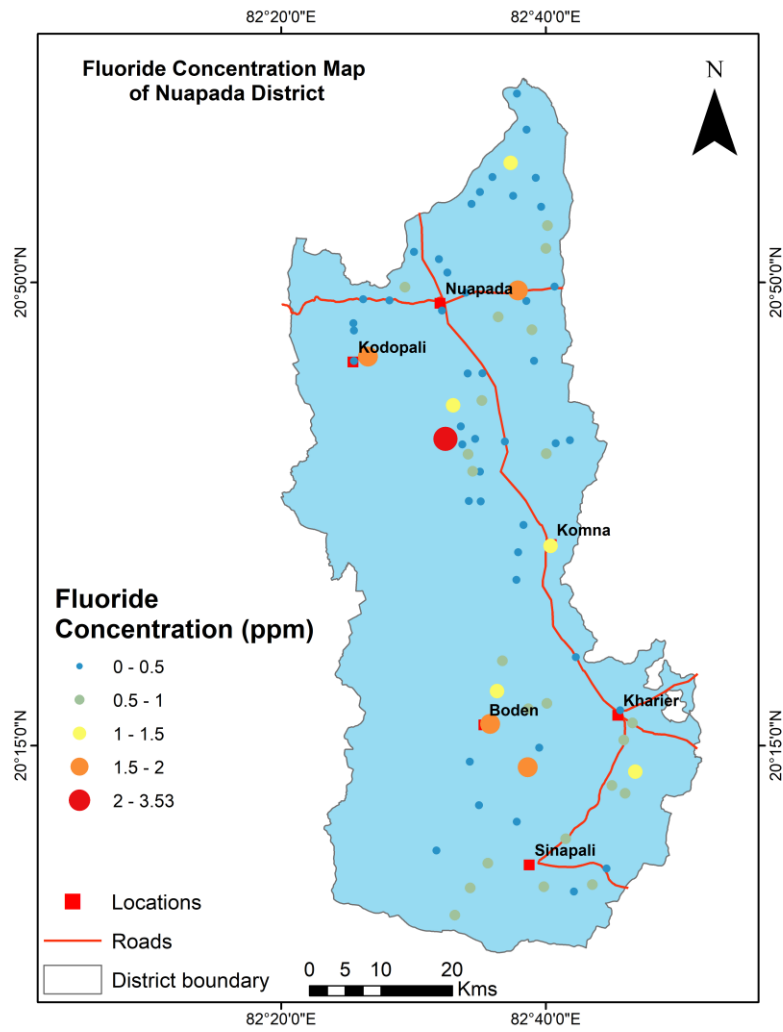 82°20'0"E 82°40'0"E
Fluoride Concentration Map
of Nuapada District
N
20°50'0"N 20°50'0"N
Nuapada
Kodopali
Komna
Fluoride
Concentration (ppm)
0 - 0.5
0.5 - 1
1 - 1.5
1.5 - 2
2 - 3.53
Kharier
Boden
20°15'0"N 20°15'0"N
Sinapali
Locations
Roads
District boundary
0 5 10 20
Kms
82°20'0"E 82°40'0"E